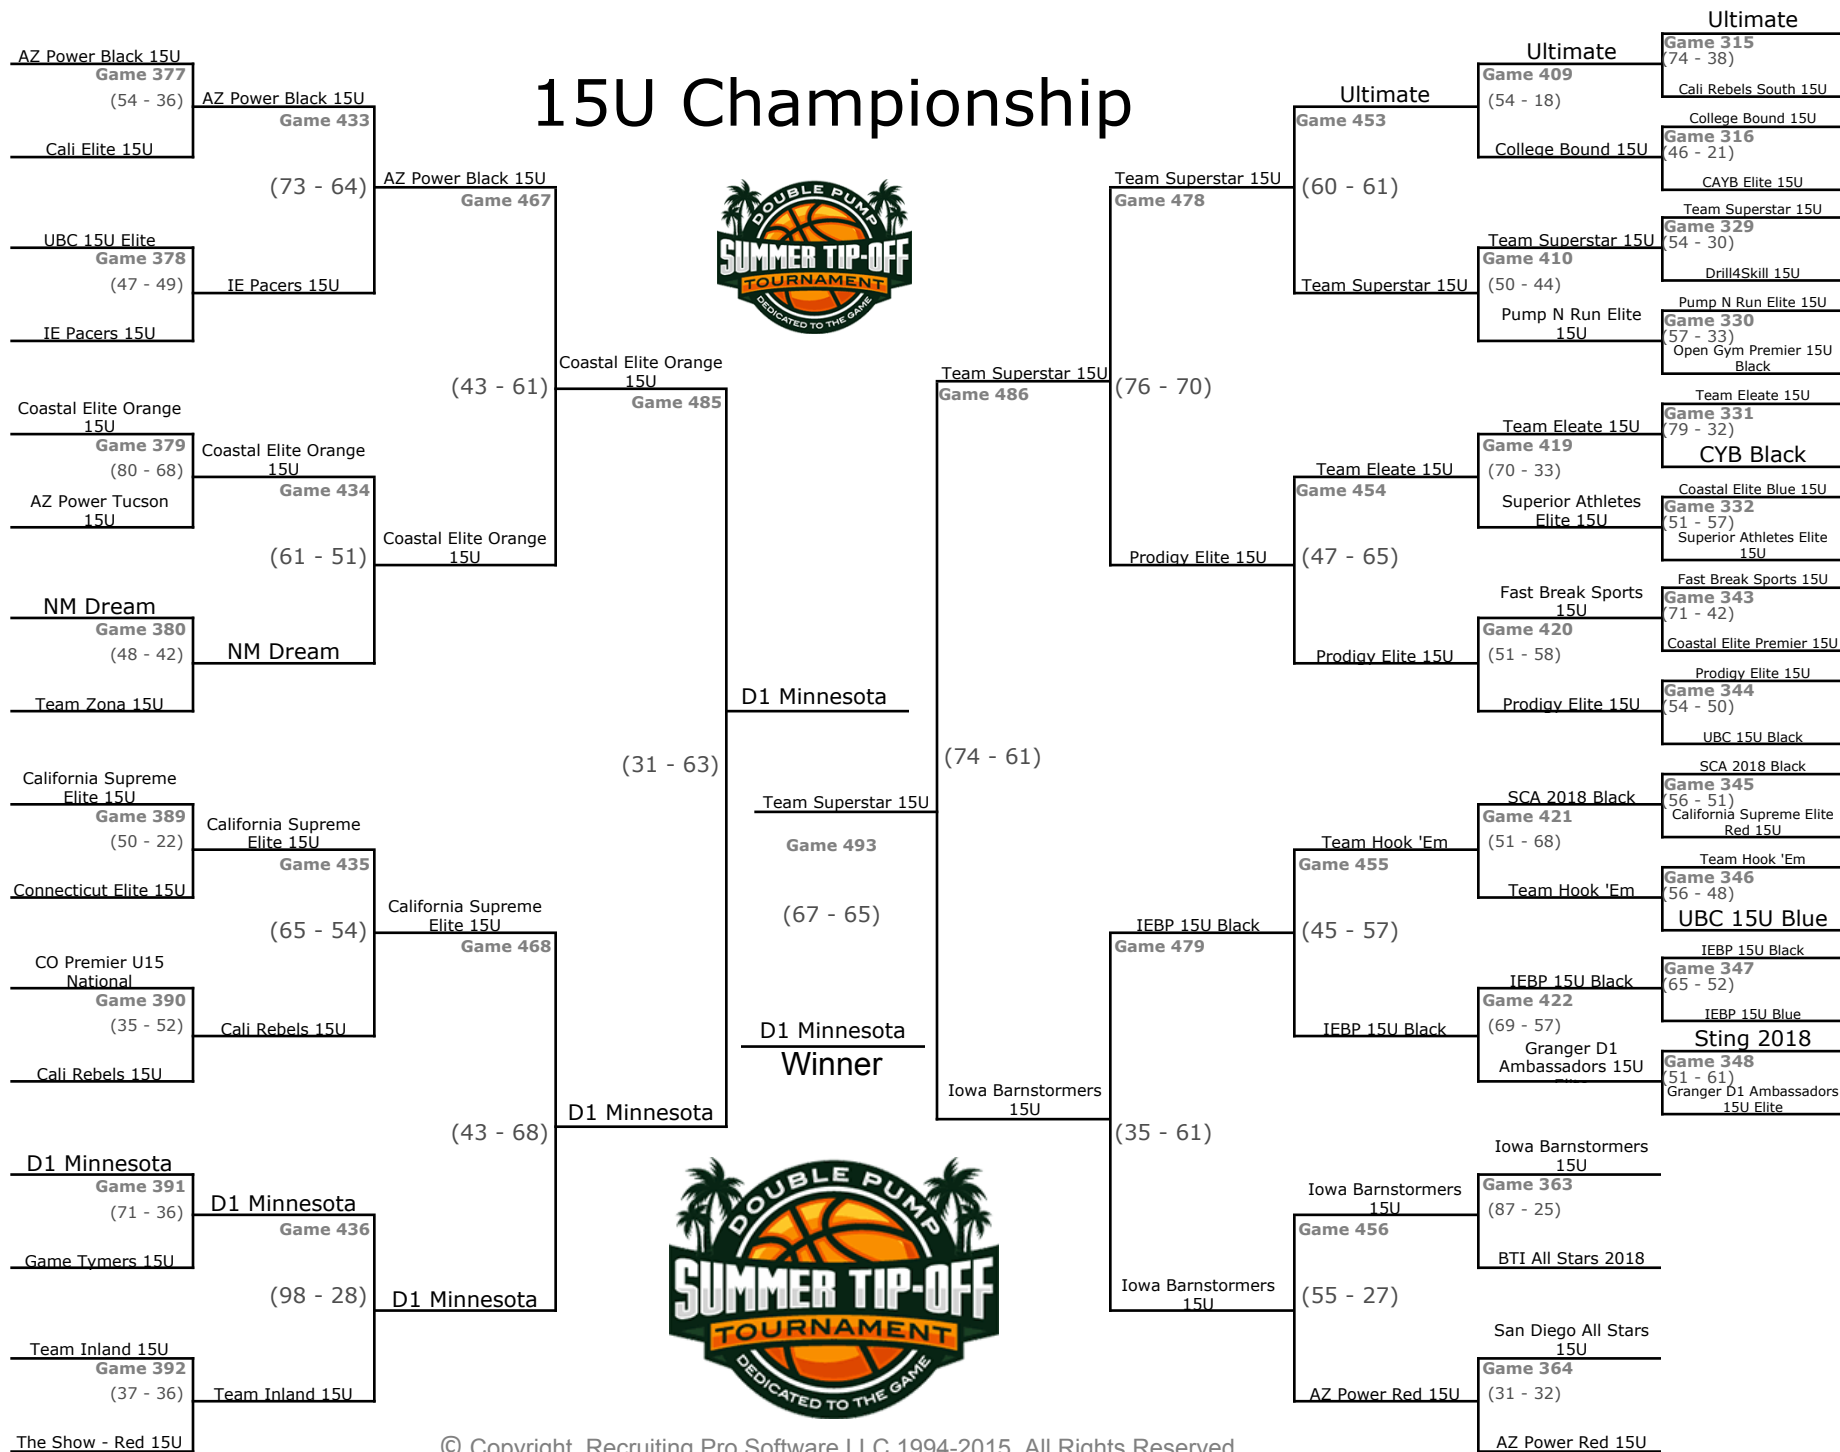 15U Championship
AZ Power Black 15U
Game 377
(54 - 36)
Cali Elite 15U
UBC 15U Elite
Game 378
(47 - 49)
IE Pacers 15U
Coastal Elite Orange
15U
Game 379
(80 - 68)
AZ Power Tucson
15U
NM Dream
Game 380
(48 - 42)
Team Zona 15U
California Supreme
Elite 15U
Game 389
(50 - 22)
Connecticut Elite 15U
CO Premier U15
National
Game 390
(35 - 52)
Cali Rebels 15U
D1 Minnesota
Game 391
(71 - 36)
Game Tymers 15U
Team Inland 15U
Game 392
(37 - 36)
The Show - Red 15U
AZ Power Black 15U
Game 433
(73 - 64)
IE Pacers 15U
Coastal Elite Orange
15U
Game 434
(61 - 51)
NM Dream
California Supreme
Elite 15U
Game 435
(65 - 54)
Cali Rebels 15U
D1 Minnesota
Game 436
(98 - 28)
Team Inland 15U
AZ Power Black 15U
Game 467
(43 - 61)
Coastal Elite Orange
15U
California Supreme
Elite 15U
Game 468
(43 - 68)
D1 Minnesota
Coastal Elite Orange
15U
Game 485
(31 - 63)
D1 Minnesota
DOUBLE PUMP
SUMMER TIP-OFF
TOURNAMENT
DEDICATED TO THE GAME
D1 Minnesota
Team Superstar 15U
Game 493
(67 - 65)
D1 Minnesota
Winner
DOUBLE PUMP
SUMMER TIP-OFF
TOURNAMENT
DEDICATED TO THE GAME
Team Superstar 15U
Game 486
(74 - 61)
Iowa Barnstormers
15U
Team Superstar 15U
Game 478
(76 - 70)
Prodigy Elite 15U
IEBP 15U Black
Game 479
(35 - 61)
Iowa Barnstormers
15U
Ultimate
Game 453
(60 - 61)
Team Superstar 15U
Team Eleate 15U
Game 454
(47 - 65)
Prodigy Elite 15U
Team Hook 'Em
Game 455
(45 - 57)
IEBP 15U Black
Iowa Barnstormers
15U
Game 456
(55 - 27)
AZ Power Red 15U
Ultimate
Game 409
(54 - 18)
College Bound 15U
Team Superstar 15U
Game 410
(50 - 44)
Pump N Run Elite
15U
Team Eleate 15U
Game 419
(70 - 33)
Superior Athletes
Elite 15U
Fast Break Sports
15U
Game 420
(51 - 58)
Prodigy Elite 15U
SCA 2018 Black
Game 421
(51 - 68)
Team Hook 'Em
IEBP 15U Black
Game 422
(69 - 57)
Granger D1
Ambassadors 15U
Iowa Barnstormers
15U
Game 363
(87 - 25)
BTI All Stars 2018
San Diego All Stars
15U
Game 364
(31 - 32)
AZ Power Red 15U
Ultimate
Game 315
(74 - 38)
Cali Rebels South 15U
College Bound 15U
Game 316
(46 - 21)
CAYB Elite 15U
Team Superstar 15U
Game 329
(54 - 30)
Drill4Skill 15U
Pump N Run Elite 15U
Game 330
(57 - 33)
Open Gym Premier 15U
Black
Team Eleate 15U
Game 331
(79 - 32)
CYB Black
Coastal Elite Blue 15U
Game 332
(51 - 57)
Superior Athletes Elite
15U
Fast Break Sports 15U
Game 343
(71 - 42)
Coastal Elite Premier 15U
Prodigy Elite 15U
Game 344
(54 - 50)
UBC 15U Black
SCA 2018 Black
Game 345
(56 - 51)
California Supreme Elite
Red 15U
Team Hook 'Em
Game 346
(56 - 48)
UBC 15U Blue
IEBP 15U Black
Game 347
(65 - 52)
IEBP 15U Blue
Sting 2018
Game 348
(51 - 61)
Granger D1 Ambassadors
15U Elite
© Copyright, Recruiting Pro Software LLC 1994-2015, All Rights Reserved